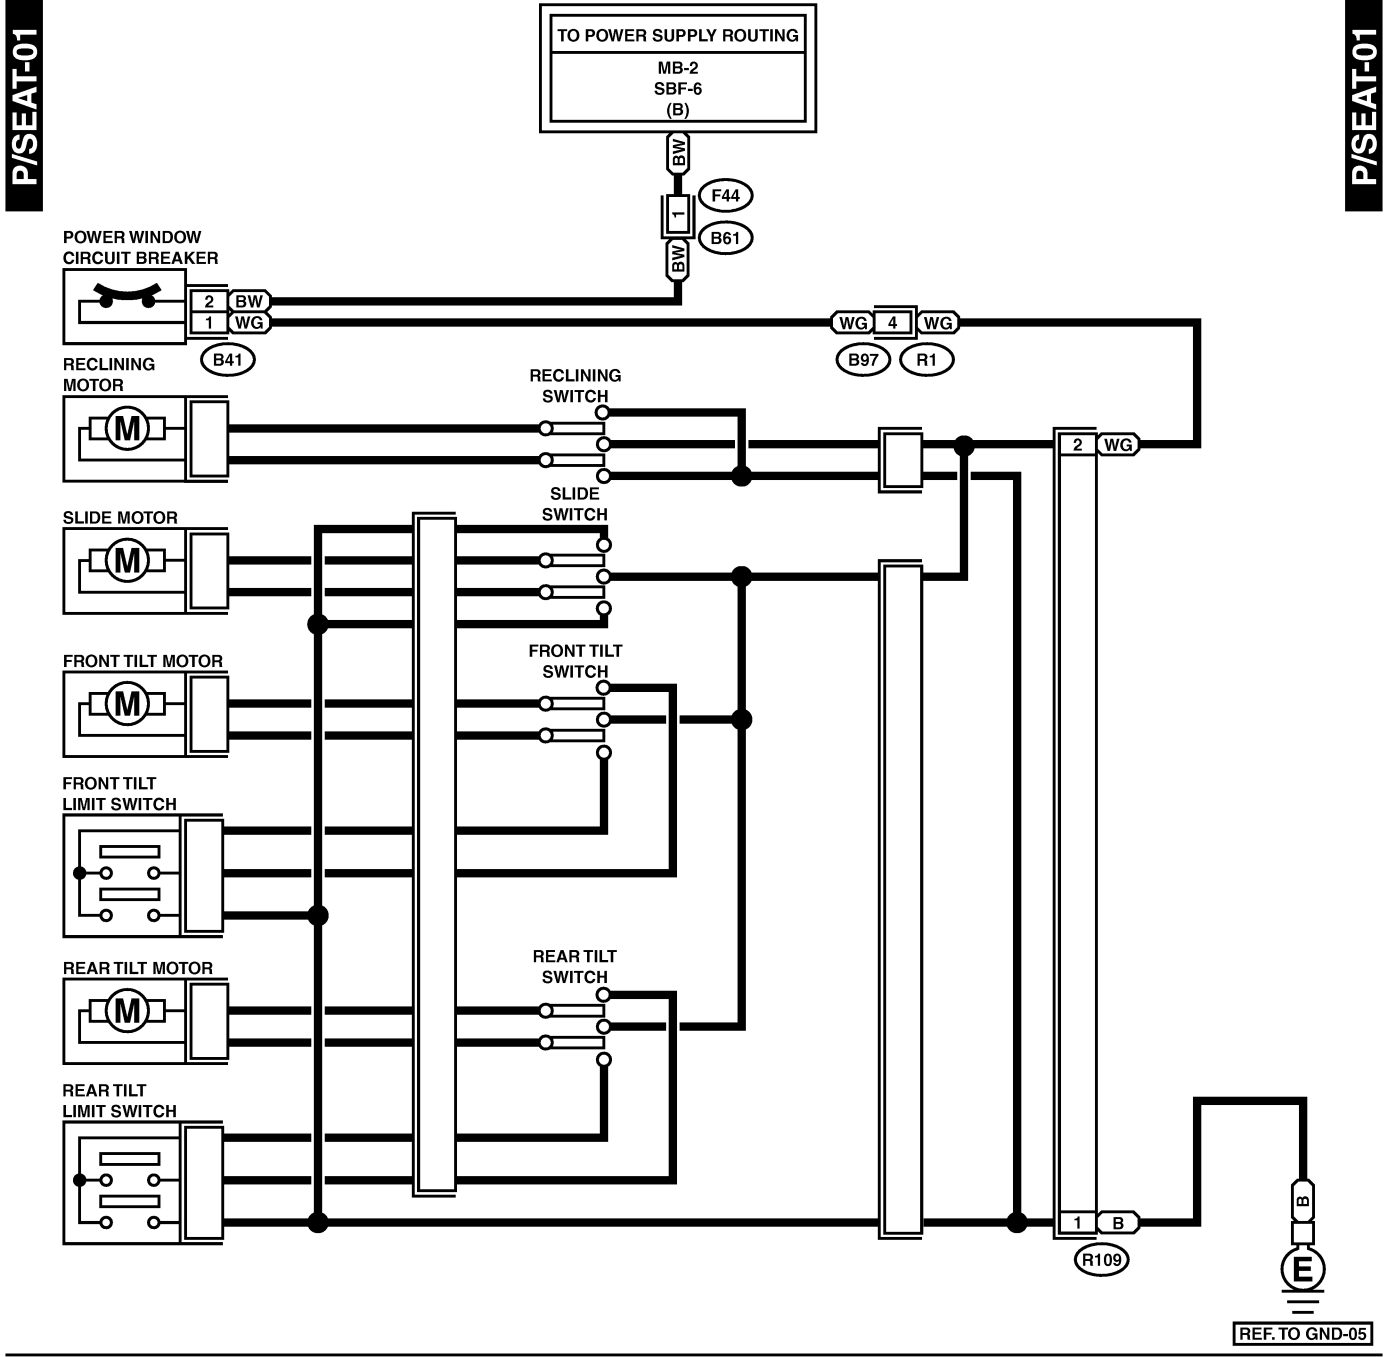 P/SEAT-01
P/SEAT-01
TO POWER SUPPLY ROUTING
MB-2
SBF-6
(B)
BW
1
F44
B61
BW
POWER WINDOW
CIRCUIT BREAKER
2 BW
1 WG
B41
WG 4 WG
B97 R1
RECLINING
MOTOR
M
RECLINING
SWITCH
2 WG
SLIDE
SWITCH
SLIDE MOTOR
M
FRONT TILT
SWITCH
FRONT TILT MOTOR
M
FRONT TILT
LIMIT SWITCH
REAR TILT
SWITCH
REAR TILT MOTOR
M
REAR TILT
LIMIT SWITCH
1 B
R109
B
E
REF. TO GND-05